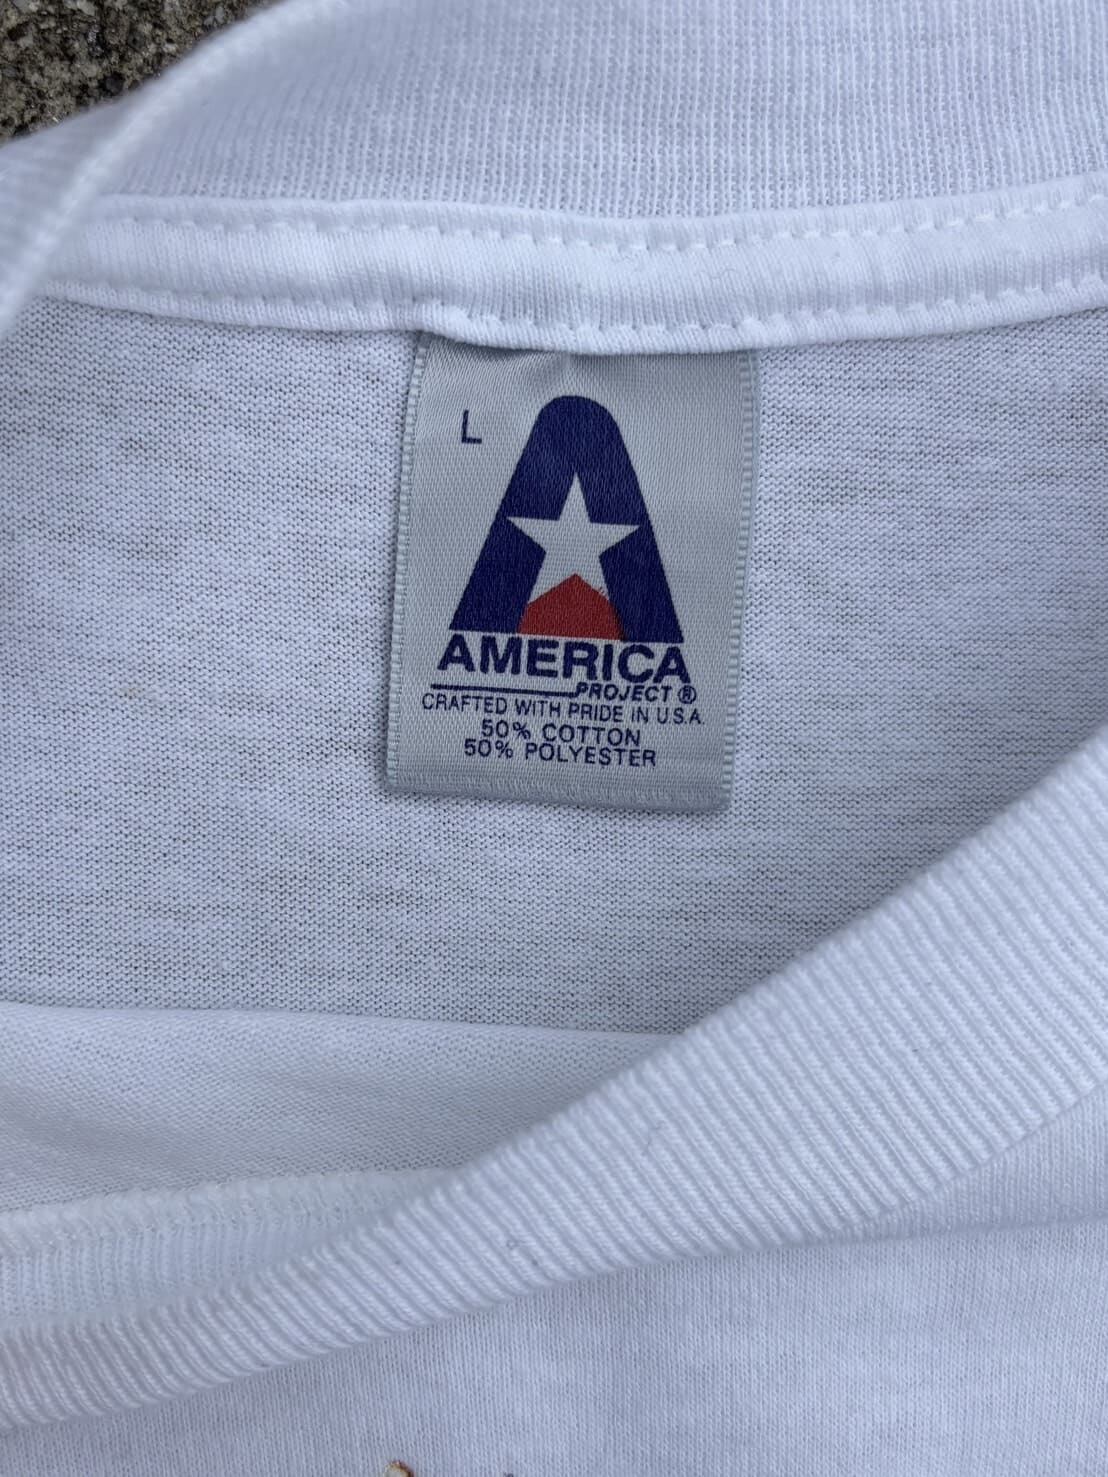 L
AMERICA
PROJECT ®
CRAFTED WITH PRIDE IN U.S.A.
50% COTTON
50% POLYESTER